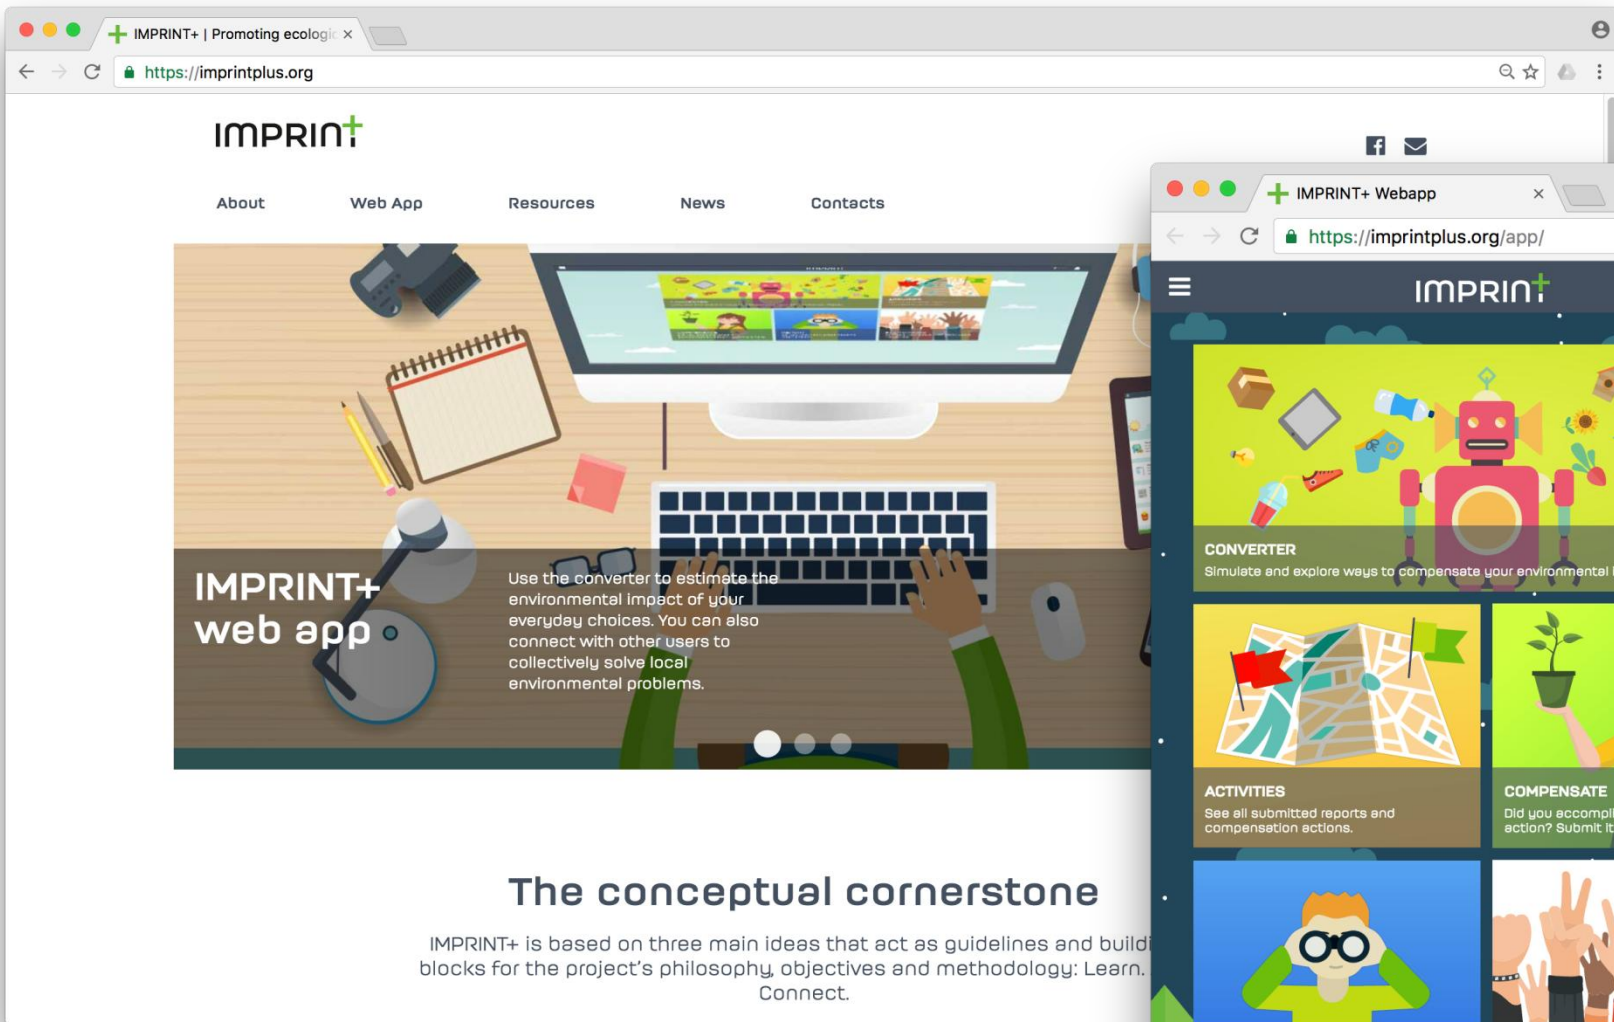 IMPRINT+ | Promoting ecologic
https://imprintplus.org
IMPRINT+
About Web App Resources News Contacts
IMPRINT+
web app
Use the converter to estimate the
environmental impact of your
everyday choices. You can also
connect with other users to
collectively solve local
environmental problems.
The conceptual cornerstone
IMPRINT+ is based on three main ideas that act as guidelines and buildi
blocks for the project's philosophy, objectives and methodology: Learn.
Connect.
IMPRINT+ Webapp
https://imprintplus.org/app/
IMPRINT+
CONVERTER
Simulate and explore ways to compensate your environmental
ACTIVITIES
See all submitted reports and
compensation actions.
COMPENSATE
Did you accompli
action? Submit it